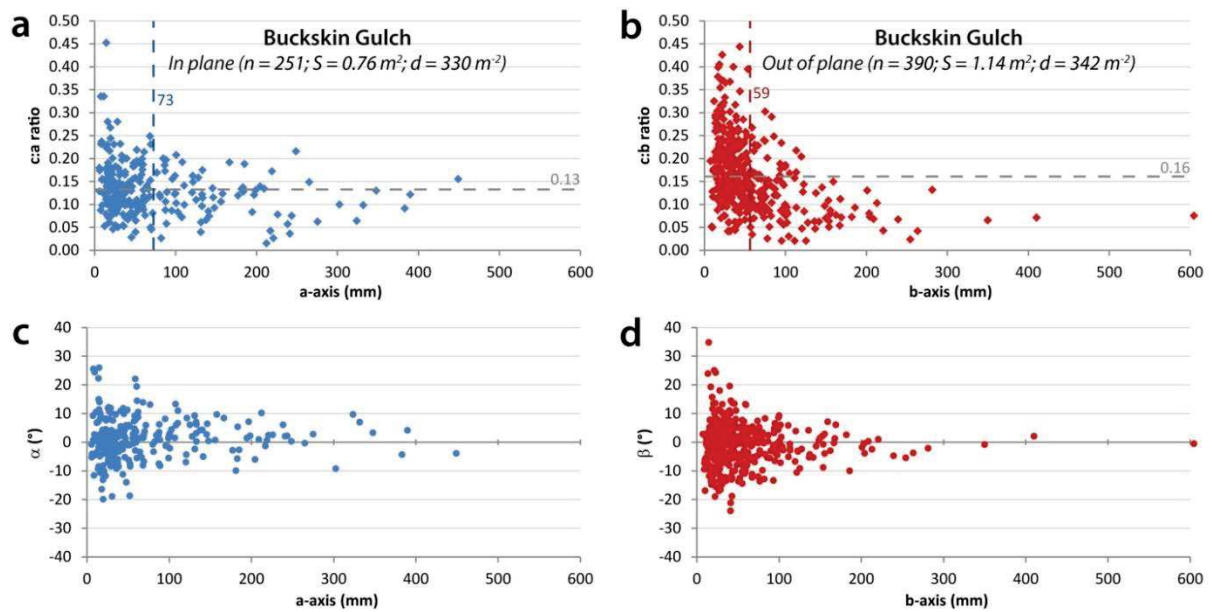 a
Buckskin Gulch
In plane (n = 251; S = 0.76 m²; d = 330 m⁻²)
c:a ratio
0.50
0.45
0.40
0.35
0.30
0.25
0.20
0.15
0.10
0.05
0.00
73
0.13
0 100 200 300 400 500 600
a-axis (mm)
b
Buckskin Gulch
Out of plane (n = 390; S = 1.14 m²; d = 342 m⁻²)
c:b ratio
0.50
0.45
0.40
0.35
0.30
0.25
0.20
0.15
0.10
0.05
0.00
59
0.16
0 100 200 300 400 500 600
b-axis (mm)
c
α (°)
40
30
20
10
0
-10
-20
-30
-40
0 100 200 300 400 500 600
a-axis (mm)
d
β (°)
40
30
20
10
0
-10
-20
-30
-40
0 100 200 300 400 500 600
b-axis (mm)